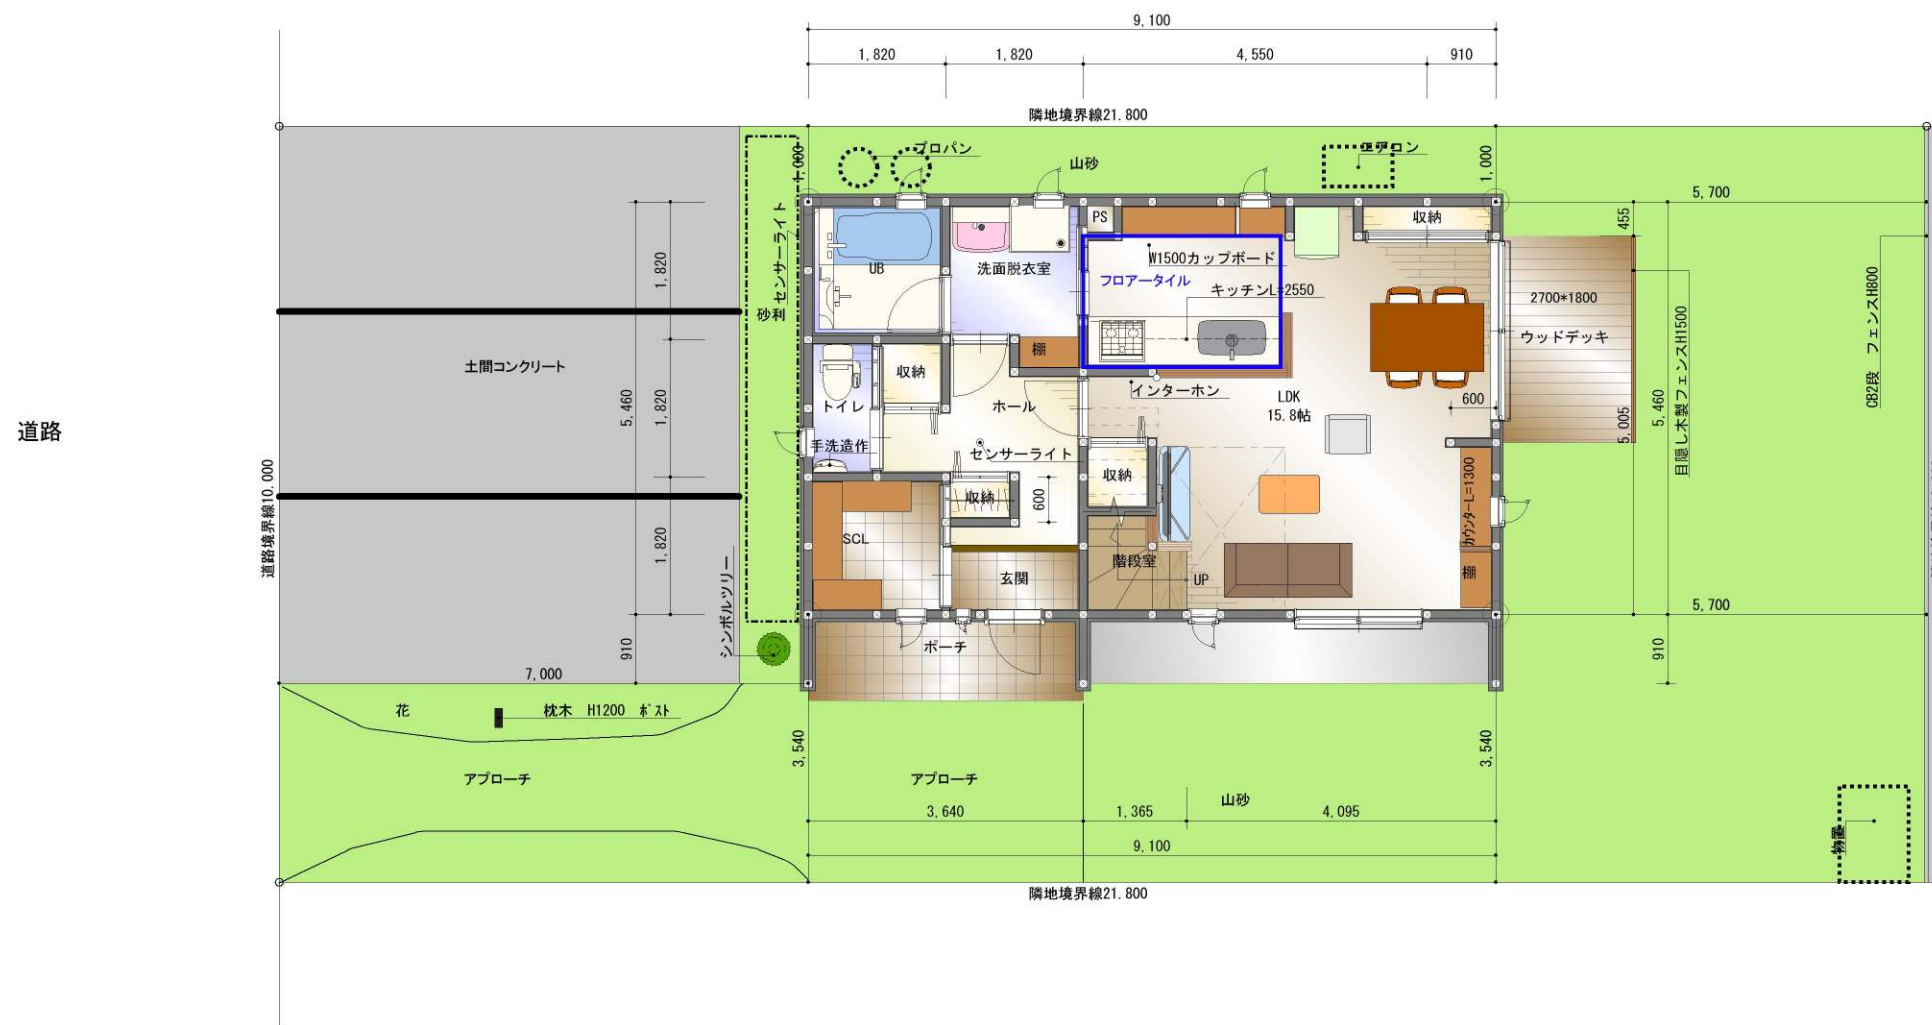 9,100
1,820
1,820
4,550
910
隣地境界線21.800
プロパン
山砂
エアコン
1,000
1,000
5,700
PS
収納
455
センサーライト
1,820
UB
洗面脱衣室
W1500カップボード
フロアータイル
キッチンL=2550
2700*1800
ウッドデッキ
砂利
土間コンクリート
棚
収納
トイレ
ホール
インターホン
LDK
15.8帖
600
5,460
1,820
道路
手洗造作
センサーライト
収納
5,005
5,460
目隠し木製フェンスH1500
CB2段 フェンスH800
道路境界線10.000
収納
600
カウンターL=1300
SCL
1,820
玄関
階段室
UP
棚
5,700
シンボルツリー
910
ポーチ
910
7,000
花
枕木 H1200 ポスト
3,540
3,540
アプローチ
アプローチ
山砂
3,640
1,365
4,095
物置
9,100
隣地境界線21.800